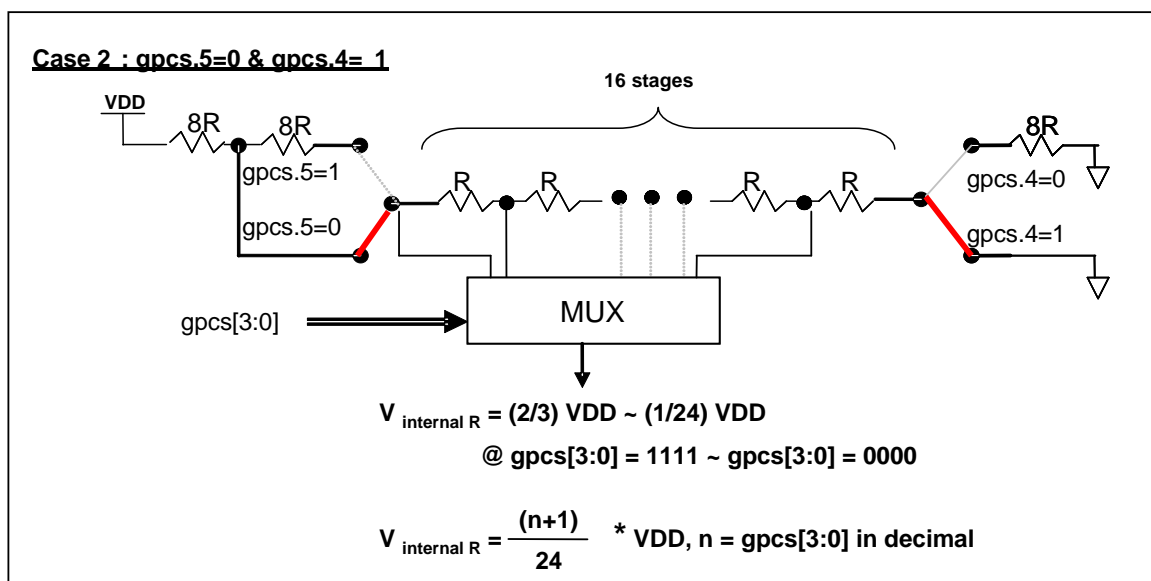 Case 2 : gpcs.5=0 & gpcs.4= 1
16 stages
VDD
8R
8R
8R
gpcs.5=1
R
R
R
R
gpcs.4=0
gpcs.5=0
gpcs.4=1
gpcs[3:0]
MUX
V internal R = (2/3) VDD ~ (1/24) VDD
@ gpcs[3:0] = 1111 ~ gpcs[3:0] = 0000
V internal R = (n+1) / 24 * VDD, n = gpcs[3:0] in decimal